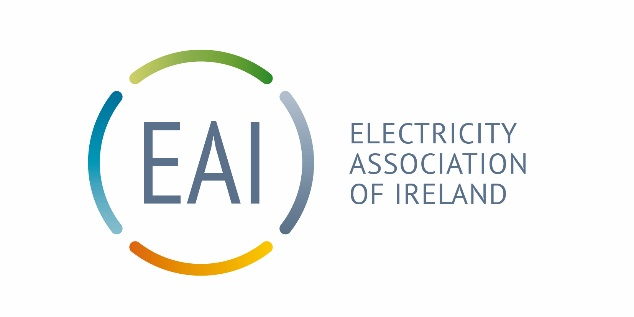 EAI
ELECTRICITY
ASSOCIATION
OF IRELAND